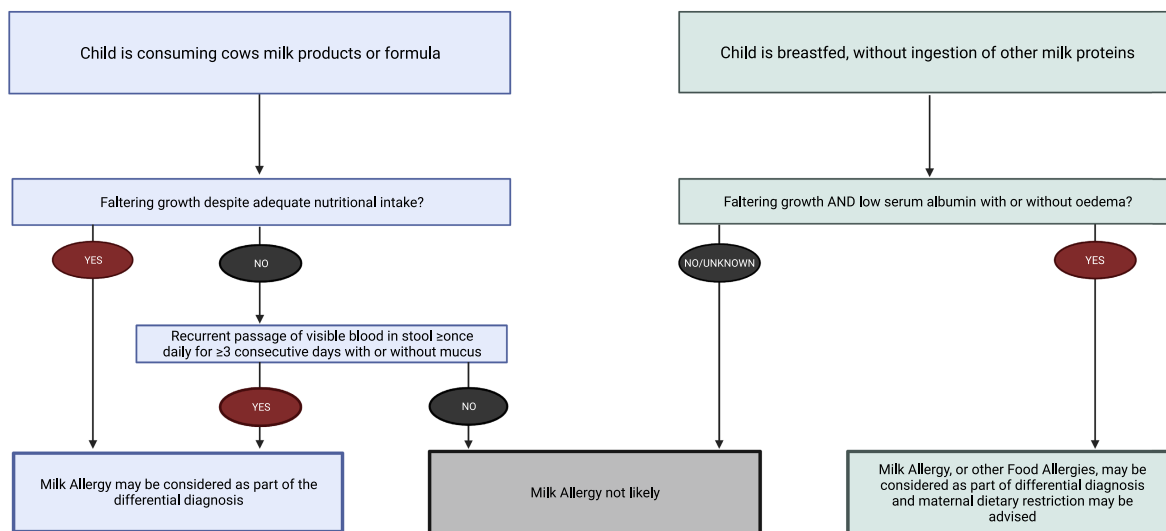 Child is consuming cows milk products or formula
Child is breastfed, without ingestion of other milk proteins
Faltering growth despite adequate nutritional intake?
Faltering growth AND low serum albumin with or without oedema?
YES
NO
NO/UNKNOWN
YES
Recurrent passage of visible blood in stool ≥once
daily for ≥3 consecutive days with or without mucus
YES
NO
Milk Allergy may be considered as part of the
differential diagnosis
Milk Allergy not likely
Milk Allergy, or other Food Allergies, may be
considered as part of differential diagnosis
and maternal dietary restriction may be
advised